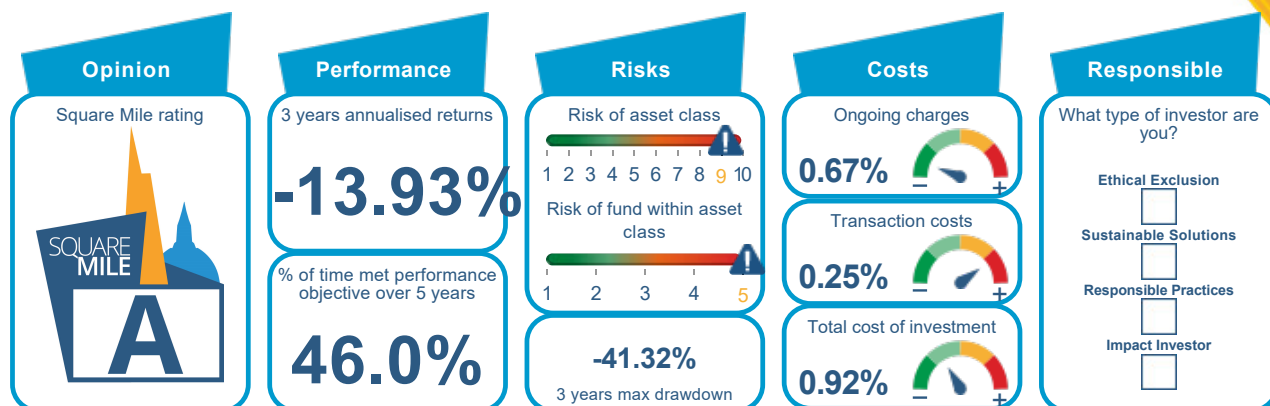 Opinion
Square Mile rating
SQUARE
MILE
A
Performance
3 years annualised returns
-13.93%
% of time met performance
objective over 5 years
46.0%
Risks
Risk of asset class
1 2 3 4 5 6 7 8 9 10
Risk of fund within asset
class
1 2 3 4 5
-41.32%
3 years max drawdown
Costs
Ongoing charges
0.67%
− +
Transaction costs
0.25%
− +
Total cost of investment
0.92%
− +
Responsible
What type of investor are
you?
Ethical Exclusion
Sustainable Solutions
Responsible Practices
Impact Investor